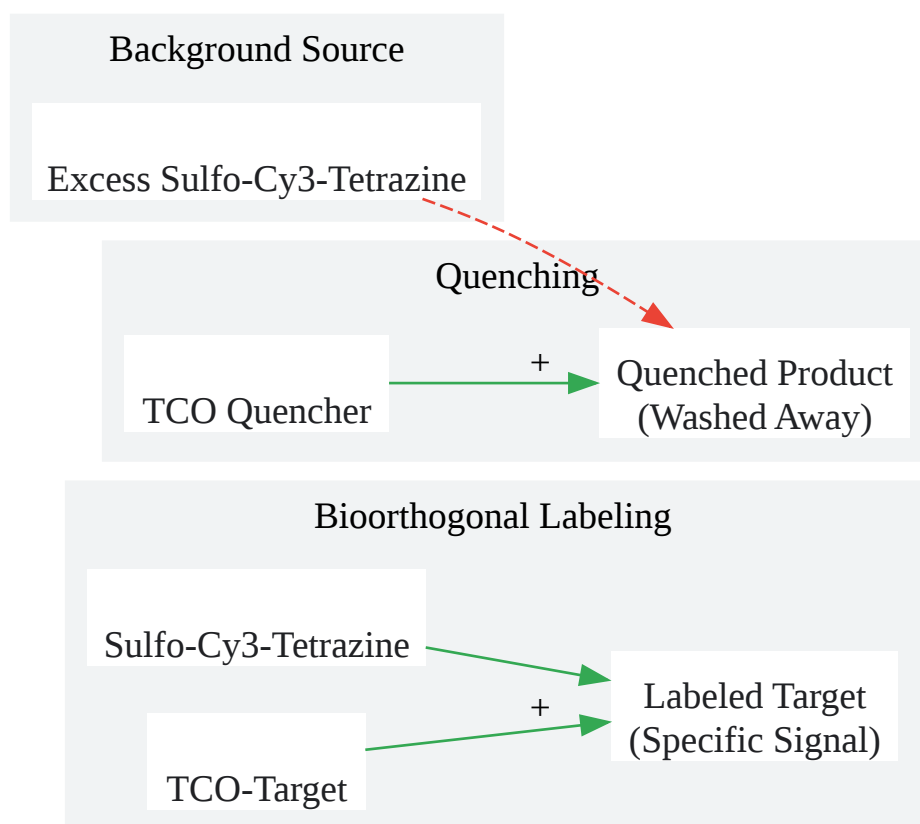 Background Source
Excess Sulfo-Cy3-Tetrazine
Quenching
TCO Quencher
+
Quenched Product
(Washed Away)
Bioorthogonal Labeling
Sulfo-Cy3-Tetrazine
TCO-Target
+
Labeled Target
(Specific Signal)